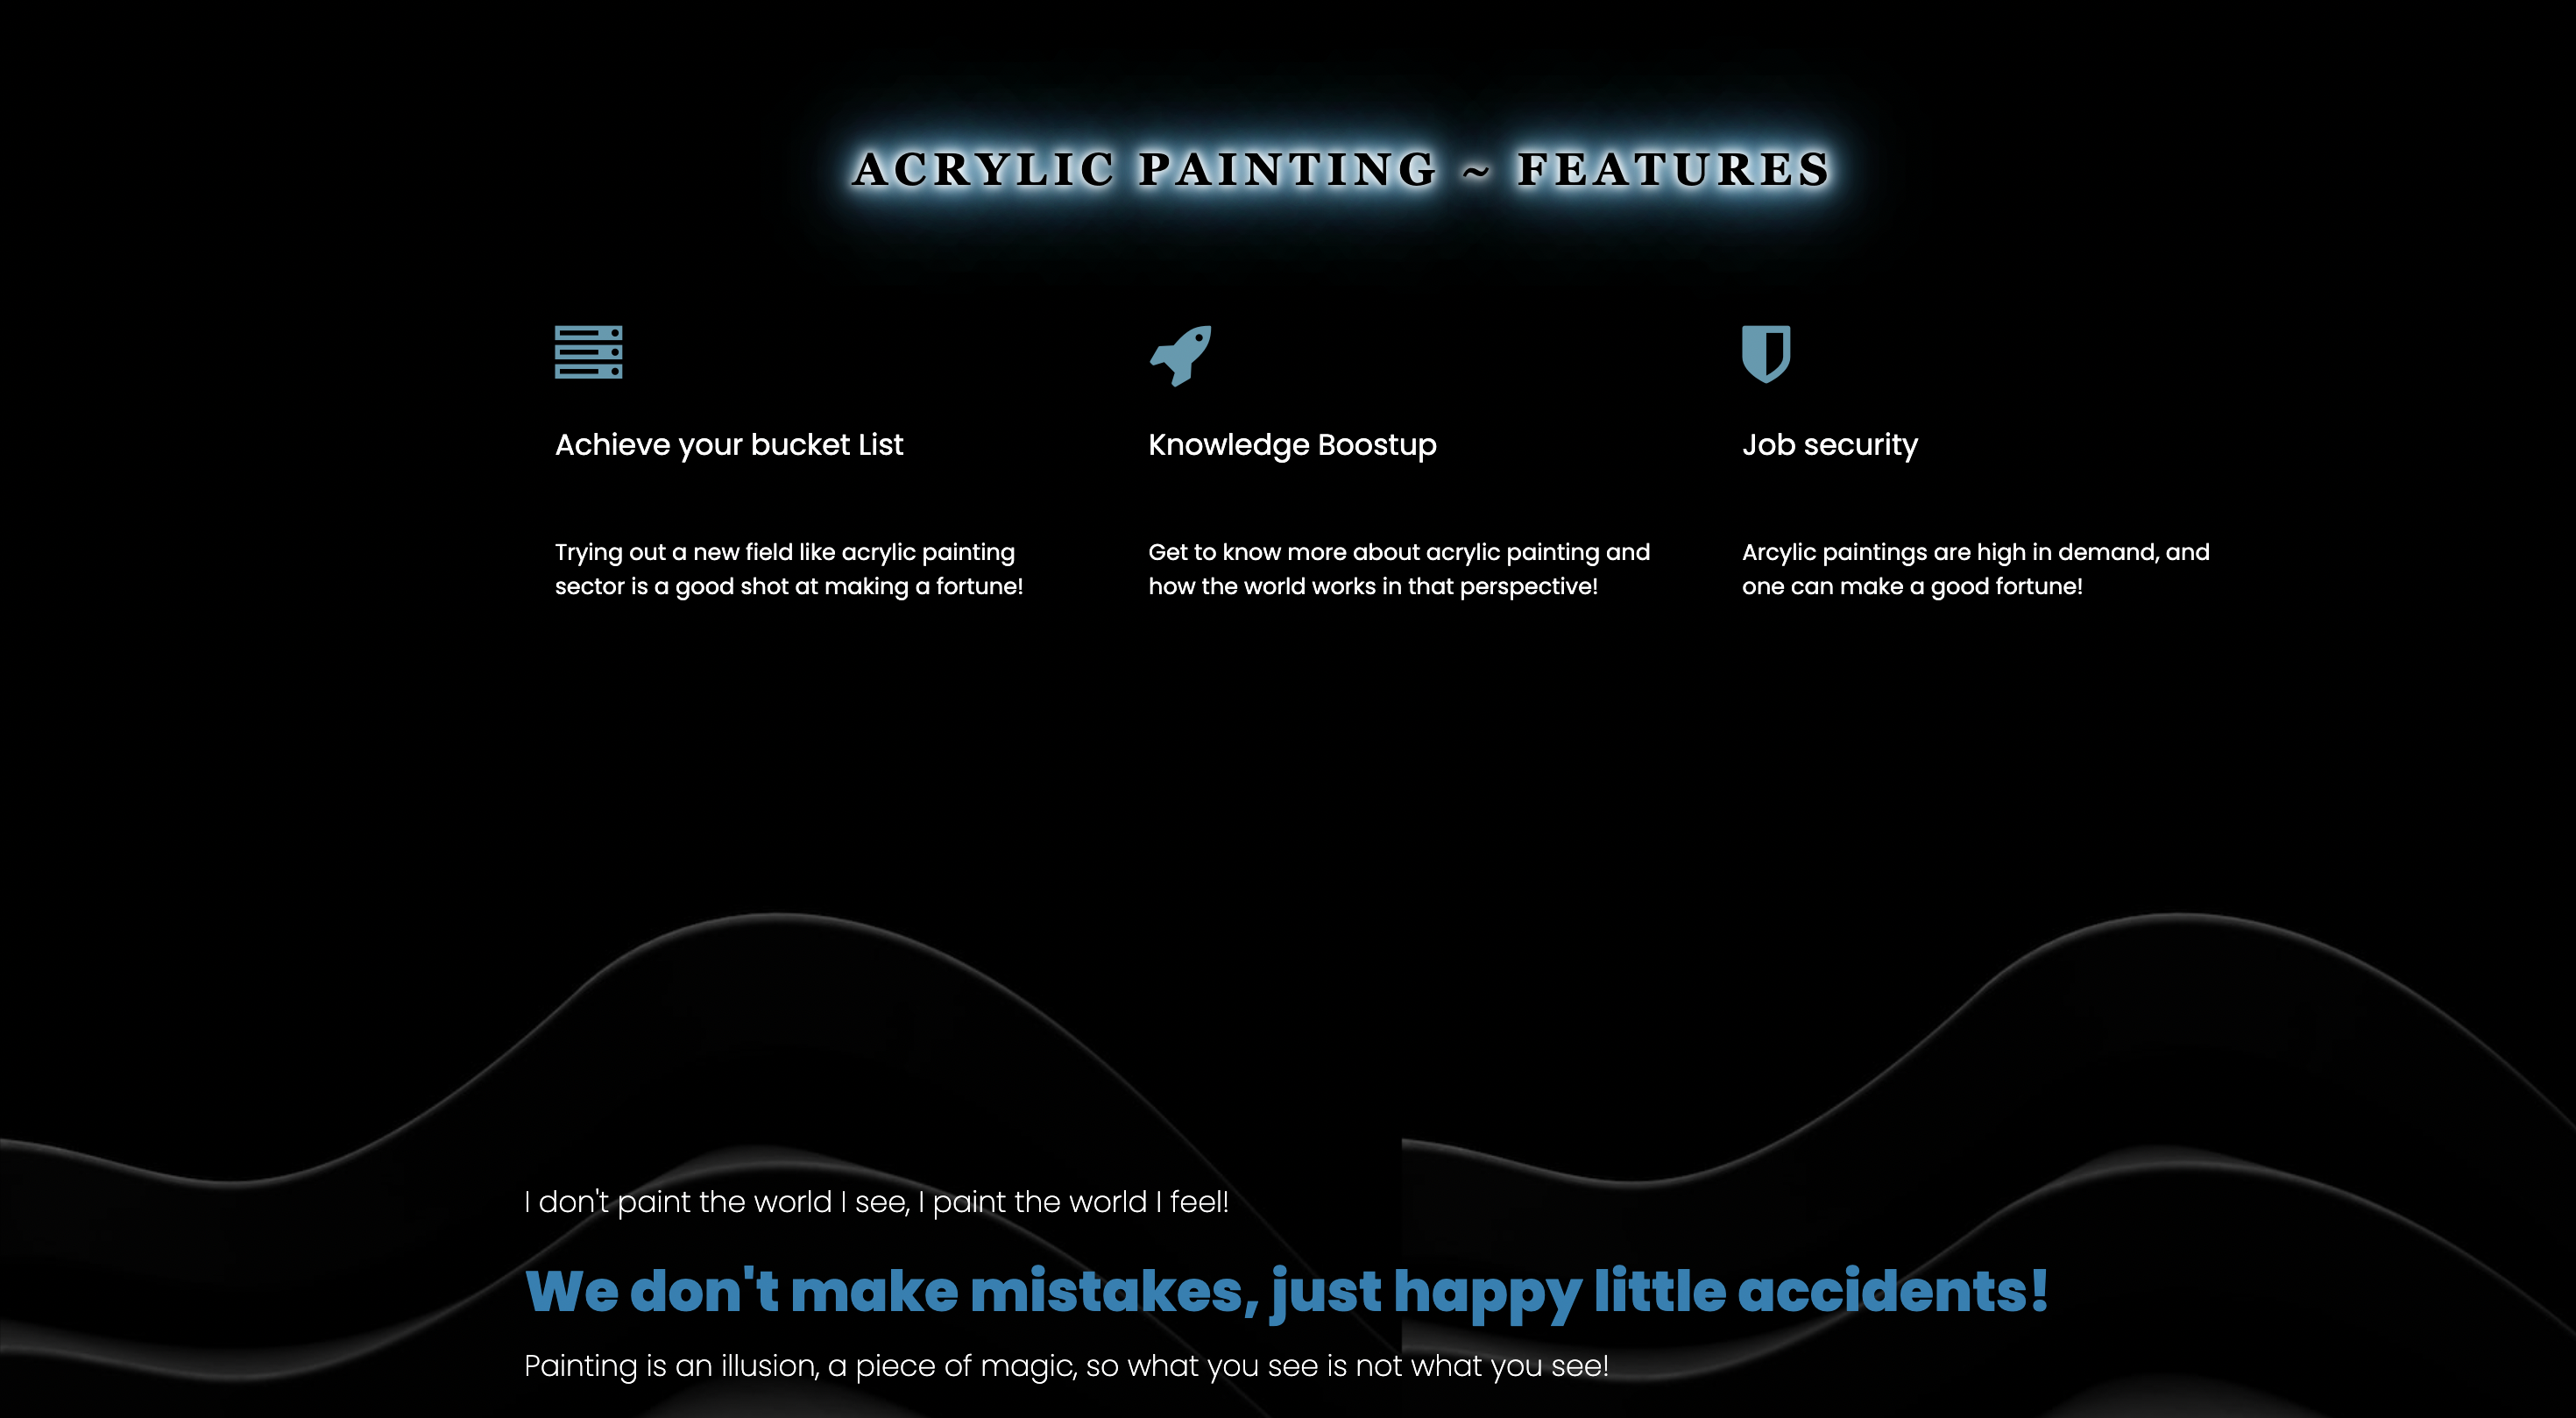 ACRYLIC PAINTING ~ FEATURES
Achieve your bucket List
Trying out a new field like acrylic painting
sector is a good shot at making a fortune!
Knowledge Boostup
Get to know more about acrylic painting and
how the world works in that perspective!
Job security
Arcylic paintings are high in demand, and
one can make a good fortune!
I don't paint the world I see, I paint the world I feel!
We don't make mistakes, just happy little accidents!
Painting is an illusion, a piece of magic, so what you see is not what you see!